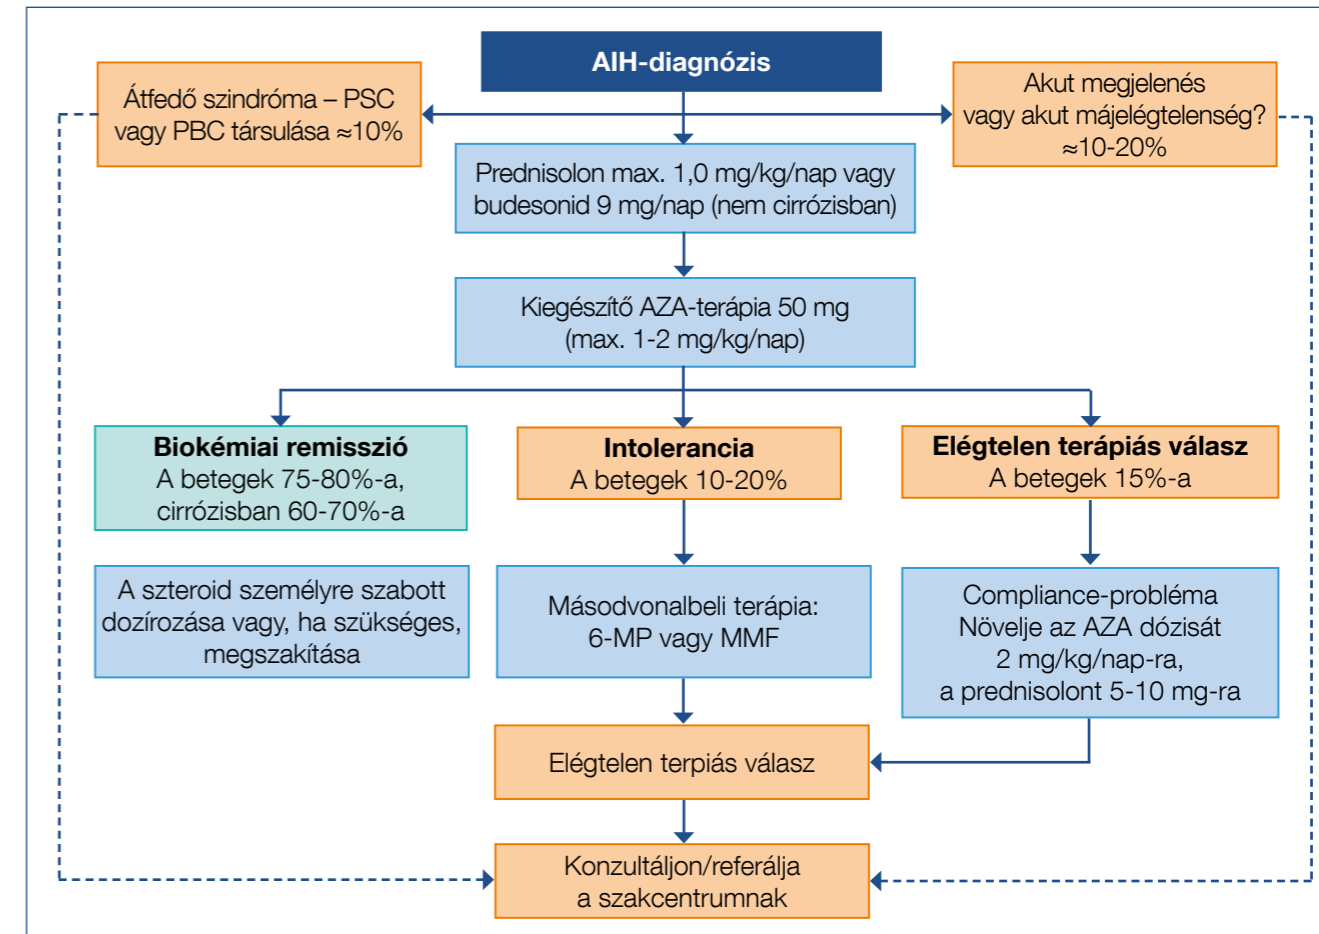 AIH-diagnózis
Átfedő szindróma – PSC
vagy PBC társulása ≈10%
Akut megjelenés
vagy akut májelégtelenség?
≈10-20%
Prednisolon max. 1,0 mg/kg/nap vagy
budesonid 9 mg/nap (nem cirrózisban)
Kiegészítő AZA-terápia 50 mg
(max. 1-2 mg/kg/nap)
Biokémiai remisszió
A betegek 75-80%-a,
cirrózisban 60-70%-a
Intolerancia
A betegek 10-20%
Elégtelen terápiás válasz
A betegek 15%-a
A szteroid személyre szabott
dozírozása vagy, ha szükséges,
megszakítása
Másodvonalbeli terápia:
6-MP vagy MMF
Compliance-probléma
Növelje az AZA dózisát
2 mg/kg/nap-ra,
a prednisolont 5-10 mg-ra
Elégtelen terpiás válasz
Konzultáljon/referálja
a szakcentrumnak